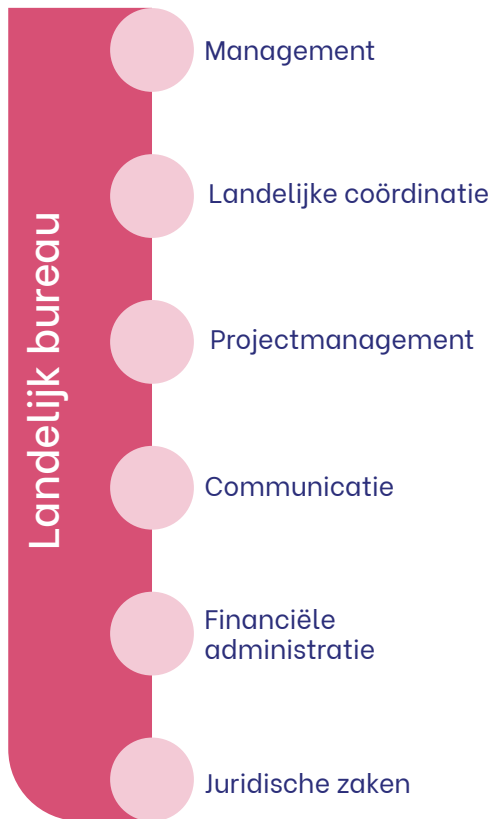 Landelijk bureau
Management
Landelijke coördinatie
Projectmanagement
Communicatie
Financiële
administratie
Juridische zaken